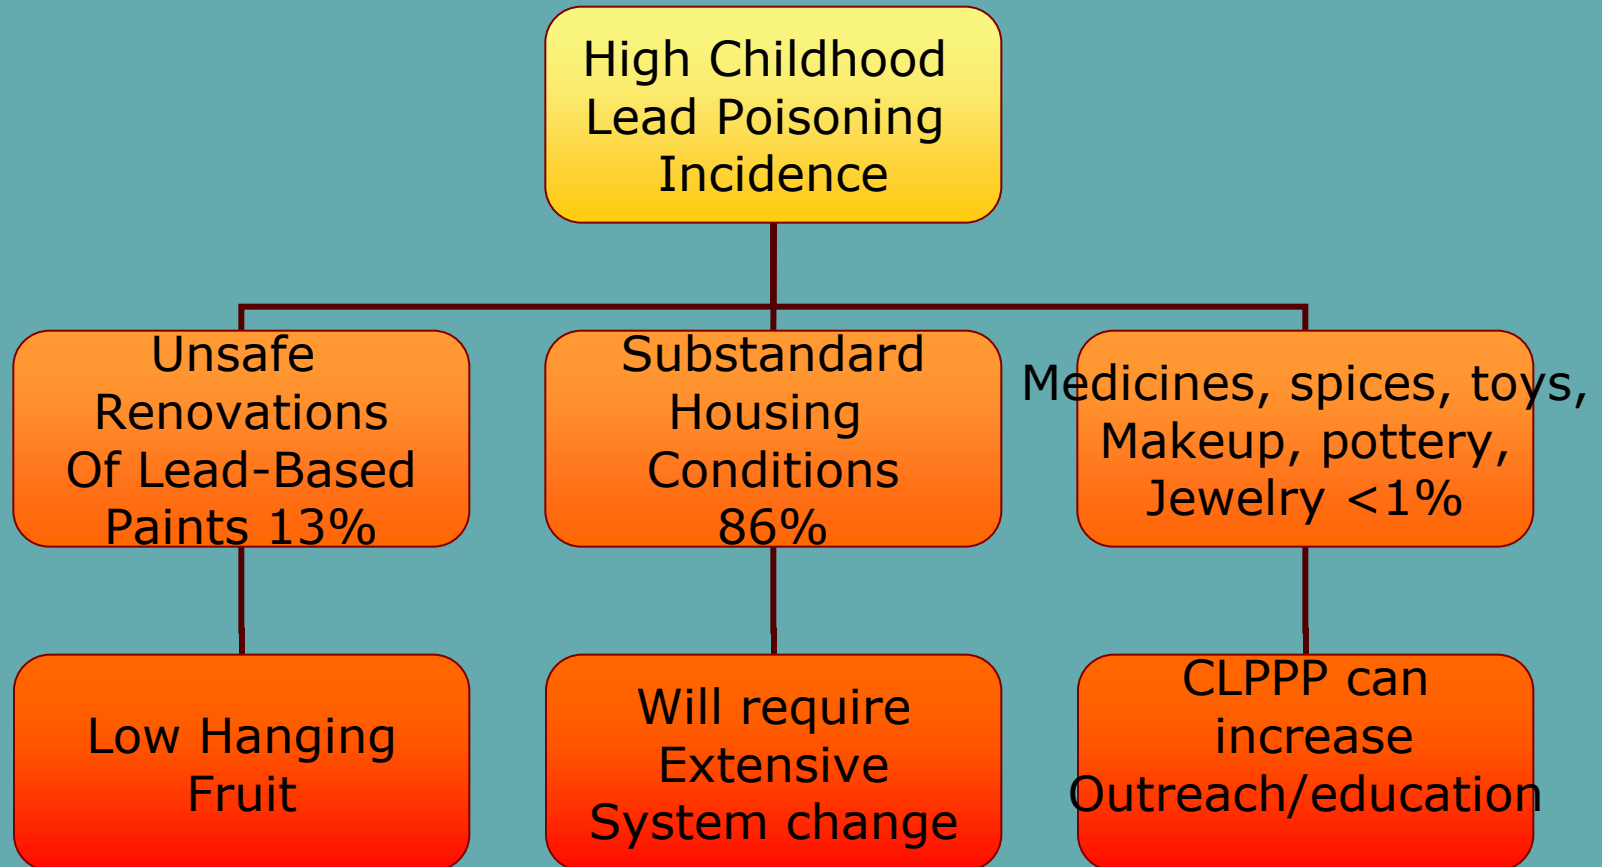 High Childhood
Lead Poisoning
Incidence
Unsafe
Renovations
Of Lead-Based
Paints 13%
Substandard
Housing
Conditions
86%
Medicines, spices, toys,
Makeup, pottery,
Jewelry <1%
Low Hanging
Fruit
Will require
Extensive
System change
CLPPP can
increase
Outreach/education